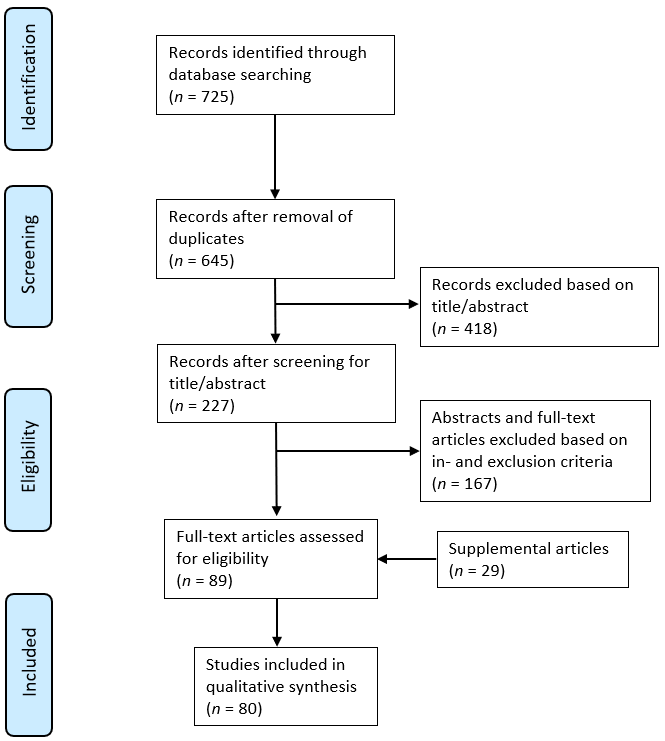 Identification
Records identified through
database searching
(n = 725)
Screening
Records after removal of
duplicates
(n = 645)
Records excluded based on
title/abstract
(n = 418)
Records after screening for
title/abstract
(n = 227)
Eligibility
Abstracts and full-text
articles excluded based on
in- and exclusion criteria
(n = 167)
Full-text articles assessed
for eligibility
(n = 89)
Supplemental articles
(n = 29)
Included
Studies included in
qualitative synthesis
(n = 80)